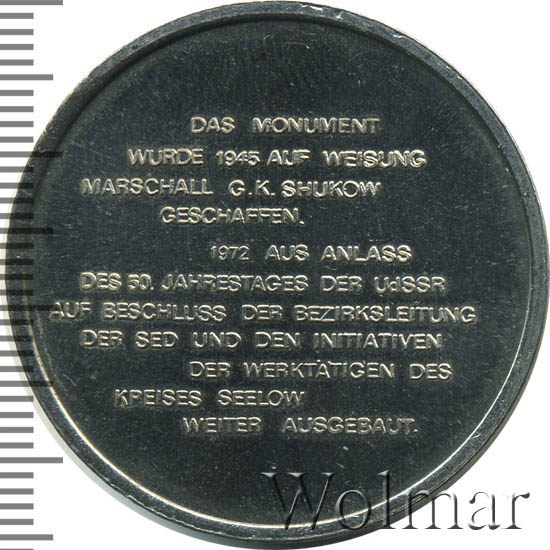 DAS MONUMENT
WURDE 1945 AUF WEISUNG
MARSCHALL G.K. SHUKOW
GESCHAFFEN.
1972 AUS ANLASS
DES 50. JAHRESTAGES DER UdSSR
AUF BESCHLUSS DER BEZIRKSLEITUNG
DER SED UND DEN INITIATIVEN
DER WERKTÄTIGEN DES
KREISES SEELOW
WEITER AUSGEBAUT.
Wolmar